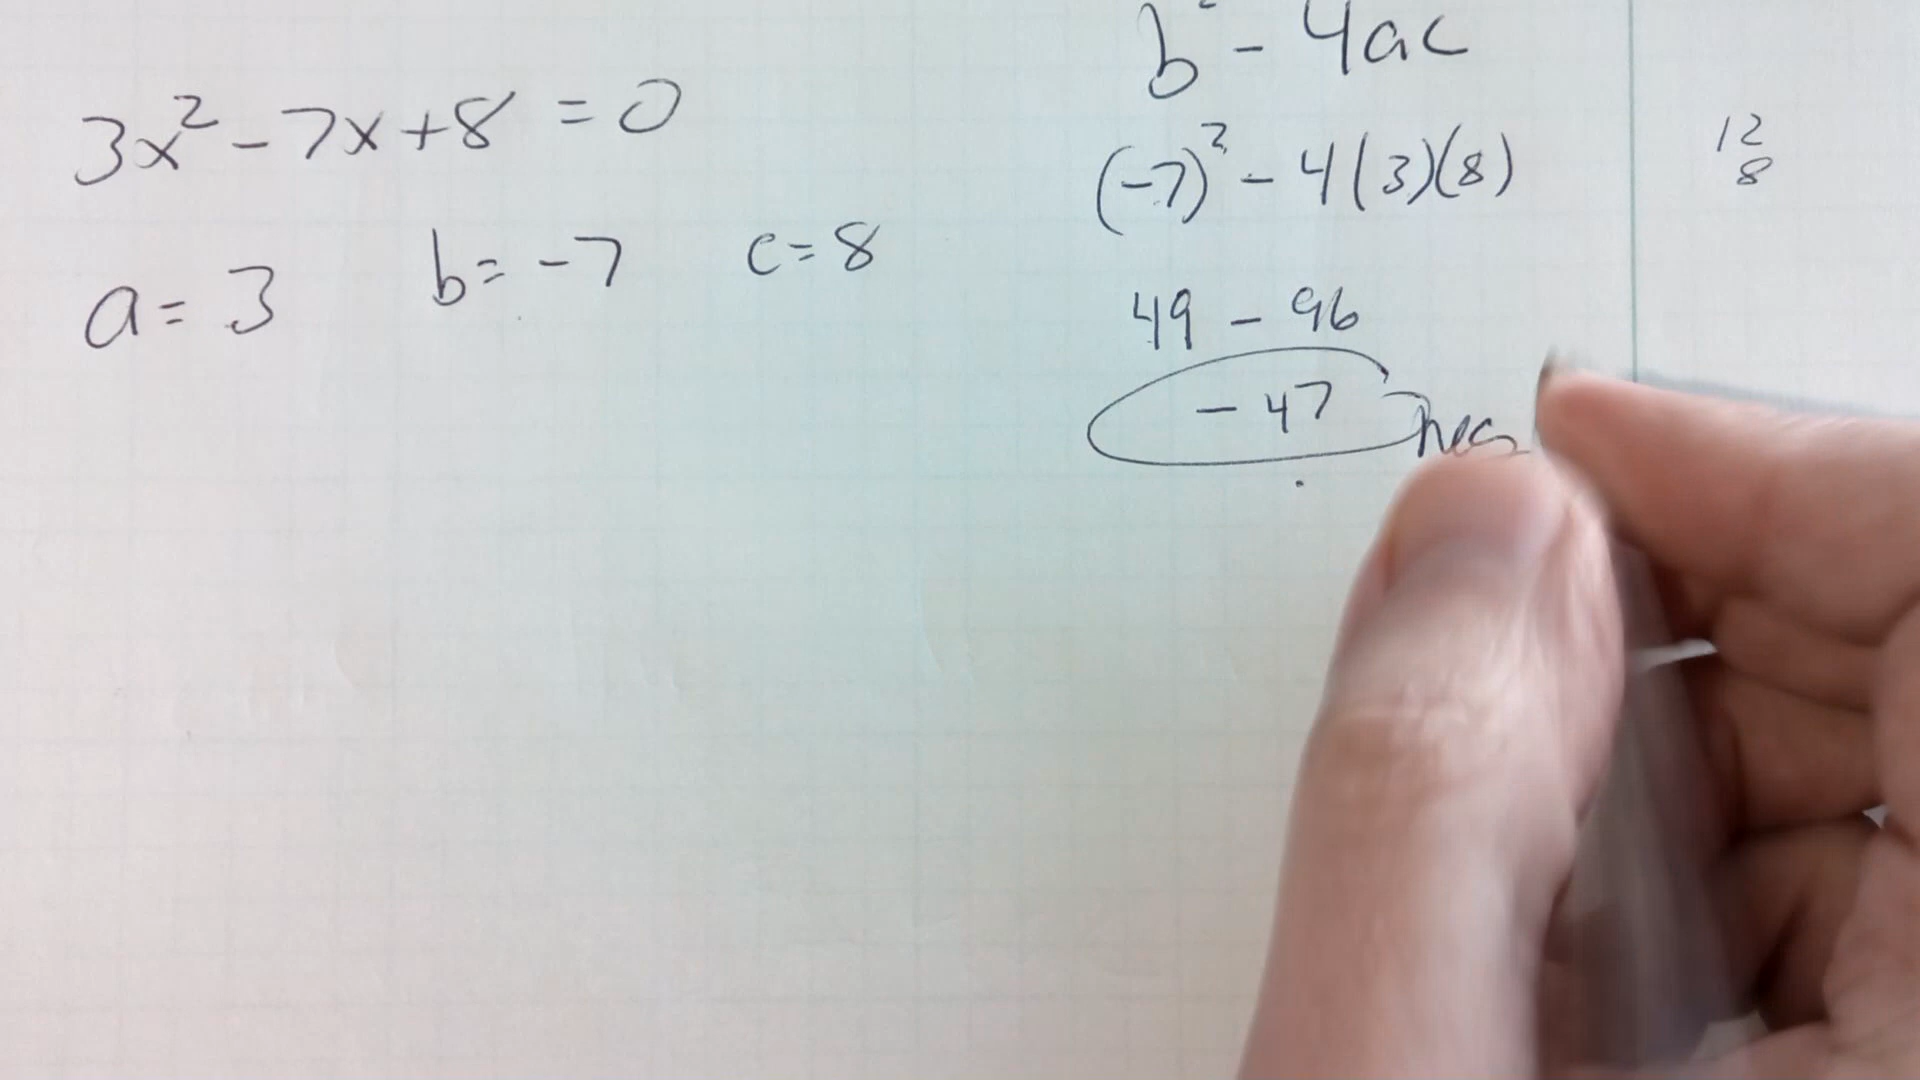 3x² - 7x + 8 = 0
a = 3 b = -7 c = 8
b² - 4ac
(-7)² - 4(3)(8)
49 - 96
- 47 neg
12
8